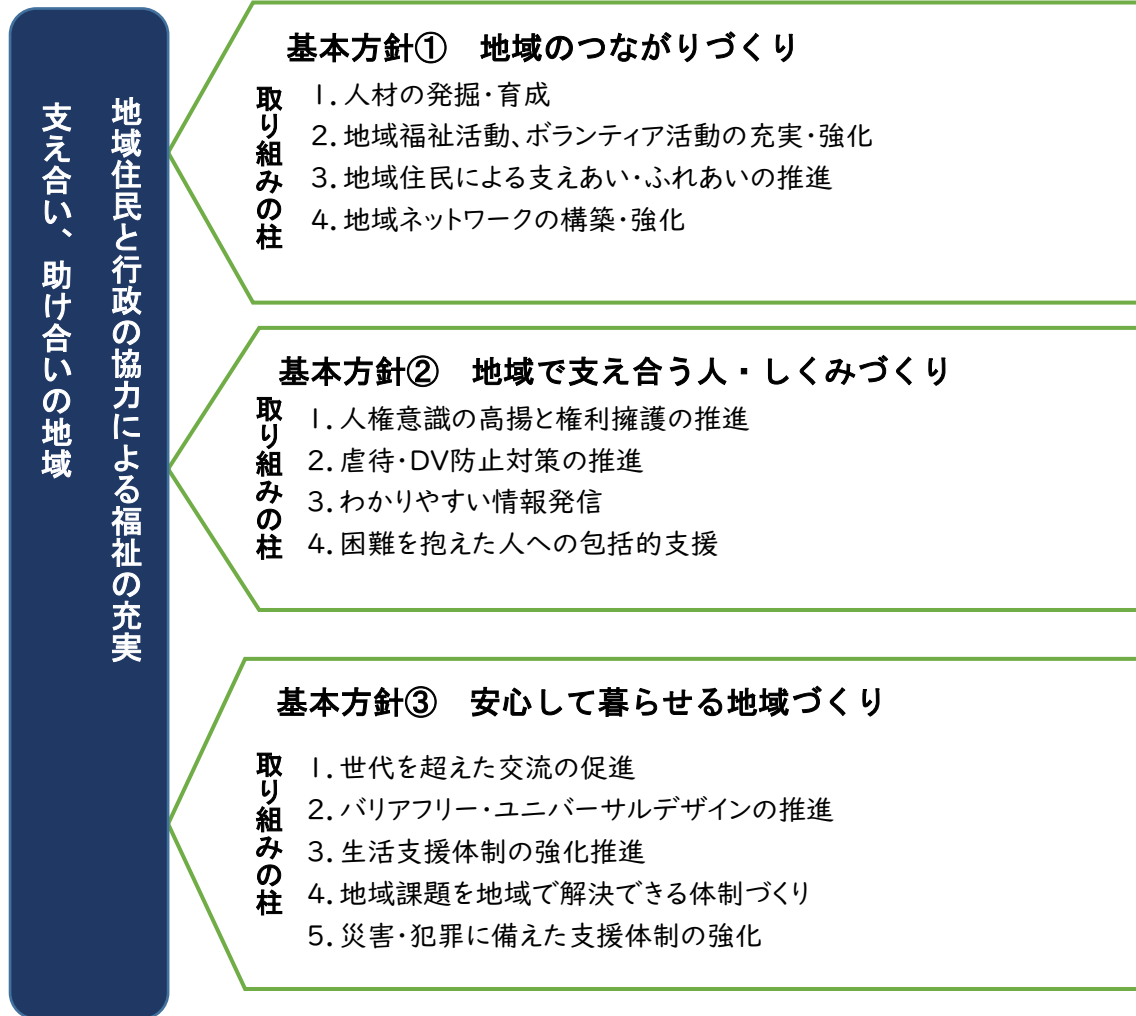 地域住民と行政の協力による福祉の充実
支え合い、助け合いの地域
基本方針①　地域のつながりづくり
取り組みの柱
1.人材の発掘・育成
2.地域福祉活動、ボランティア活動の充実・強化
3.地域住民による支えあい・ふれあいの推進
4.地域ネットワークの構築・強化
基本方針②　地域で支え合う人・しくみづくり
取り組みの柱
1.人権意識の高揚と権利擁護の推進
2.虐待・DV防止対策の推進
3.わかりやすい情報発信
4.困難を抱えた人への包括的支援
基本方針③　安心して暮らせる地域づくり
取り組みの柱
1.世代を超えた交流の促進
2.バリアフリー・ユニバーサルデザインの推進
3.生活支援体制の強化推進
4.地域課題を地域で解決できる体制づくり
5.災害・犯罪に備えた支援体制の強化